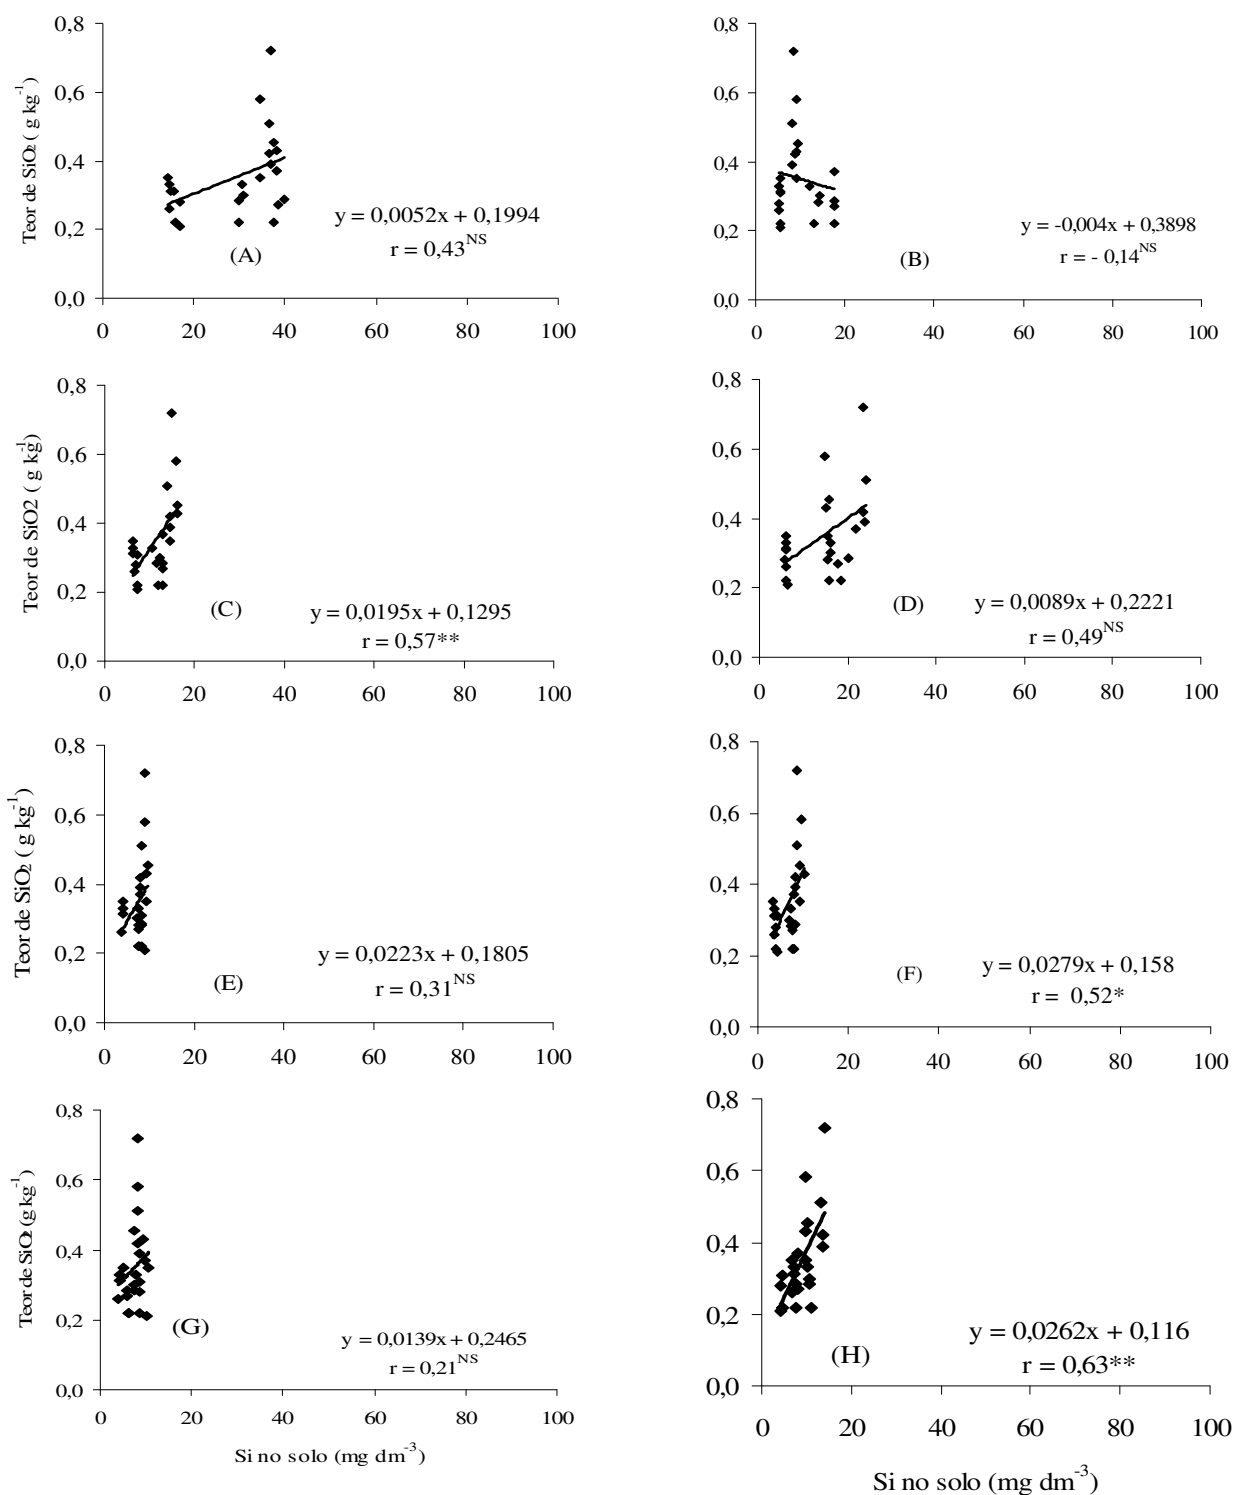 0,8
0,6
0,4
0,2
0,0
Teor de SiO₂ ( g kg⁻¹)
y = 0,0052x + 0,1994
r = 0,43ᴺˢ
(A)
0 20 40 60 80 100
0,8
0,6
0,4
0,2
0,0
y = -0,004x + 0,3898
r = - 0,14ᴺˢ
(B)
0 20 40 60 80 100
0,8
0,6
0,4
0,2
0,0
Teor de SiO2 ( g kg⁻¹)
(C)
y = 0,0195x + 0,1295
r = 0,57**
0 20 40 60 80 100
0,8
0,6
0,4
0,2
0,0
(D)
y = 0,0089x + 0,2221
r = 0,49ᴺˢ
0 20 40 60 80 100
0,8
0,6
0,4
0,2
0,0
Teor de SiO₂ ( g kg⁻¹)
y = 0,0223x + 0,1805
r = 0,31ᴺˢ
(E)
0 20 40 60 80 100
0,8
0,6
0,4
0,2
0,0
y = 0,0279x + 0,158
(F)
r = 0,52*
0 20 40 60 80 100
0,8
0,6
0,4
0,2
0,0
Teor de SiO₂ (g kg⁻¹)
(G)
y = 0,0139x + 0,2465
r = 0,21ᴺˢ
0 20 40 60 80 100
Si no solo (mg dm⁻³)
0,8
0,6
0,4
0,2
0,0
y = 0,0262x + 0,116
(H)
r = 0,63**
0 20 40 60 80 100
Si no solo (mg dm⁻³)